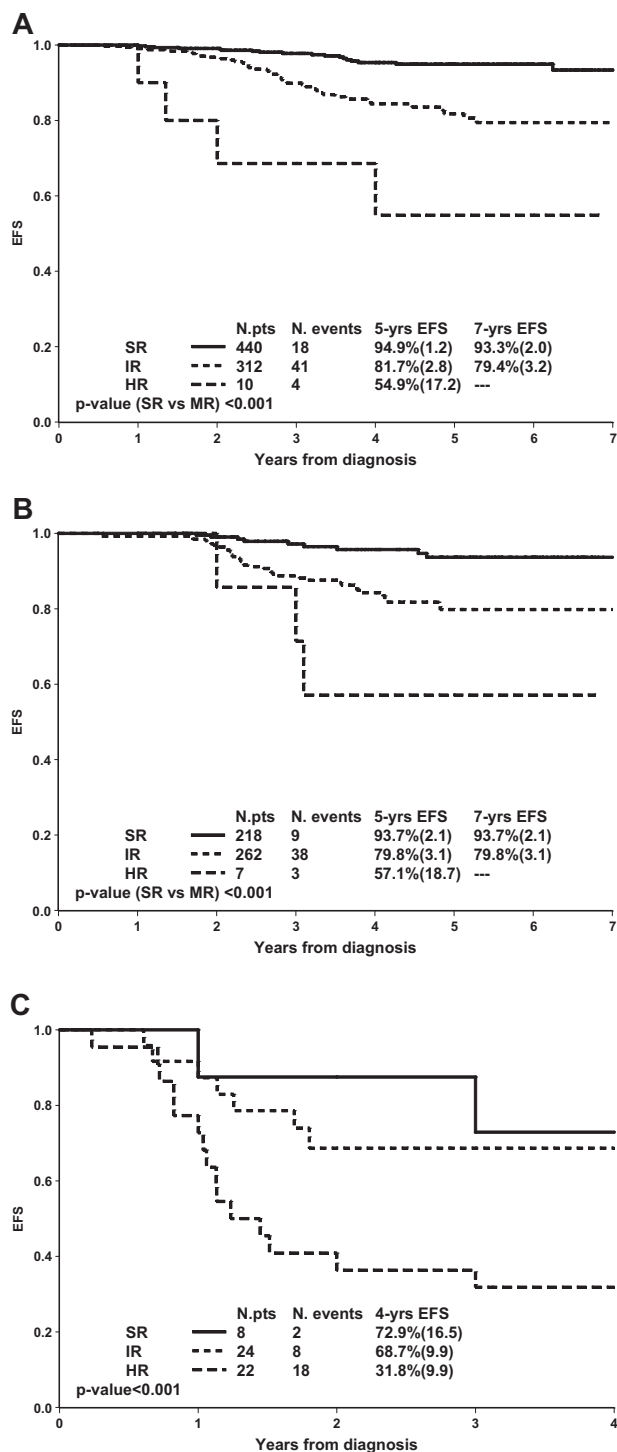 A
1.0
0.8
0.6
0.4
0.2
0.0
EFS
N.pts N. events 5-yrs EFS 7-yrs EFS
SR 440 18 94.9%(1.2) 93.3%(2.0)
IR 312 41 81.7%(2.8) 79.4%(3.2)
HR 10 4 54.9%(17.2) ---
p-value (SR vs MR) <0.001
0 1 2 3 4 5 6 7
Years from diagnosis
B
1.0
0.8
0.6
0.4
0.2
0.0
EFS
N.pts N. events 5-yrs EFS 7-yrs EFS
SR 218 9 93.7%(2.1) 93.7%(2.1)
IR 262 38 79.8%(3.1) 79.8%(3.1)
HR 7 3 57.1%(18.7) ---
p-value (SR vs MR) <0.001
0 1 2 3 4 5 6 7
Years from diagnosis
C
1.0
0.8
0.6
0.4
0.2
0.0
EFS
N.pts N. events 4-yrs EFS
SR 8 2 72.9%(16.5)
IR 24 8 68.7%(9.9)
HR 22 18 31.8%(9.9)
p-value<0.001
0 1 2 3 4
Years from diagnosis